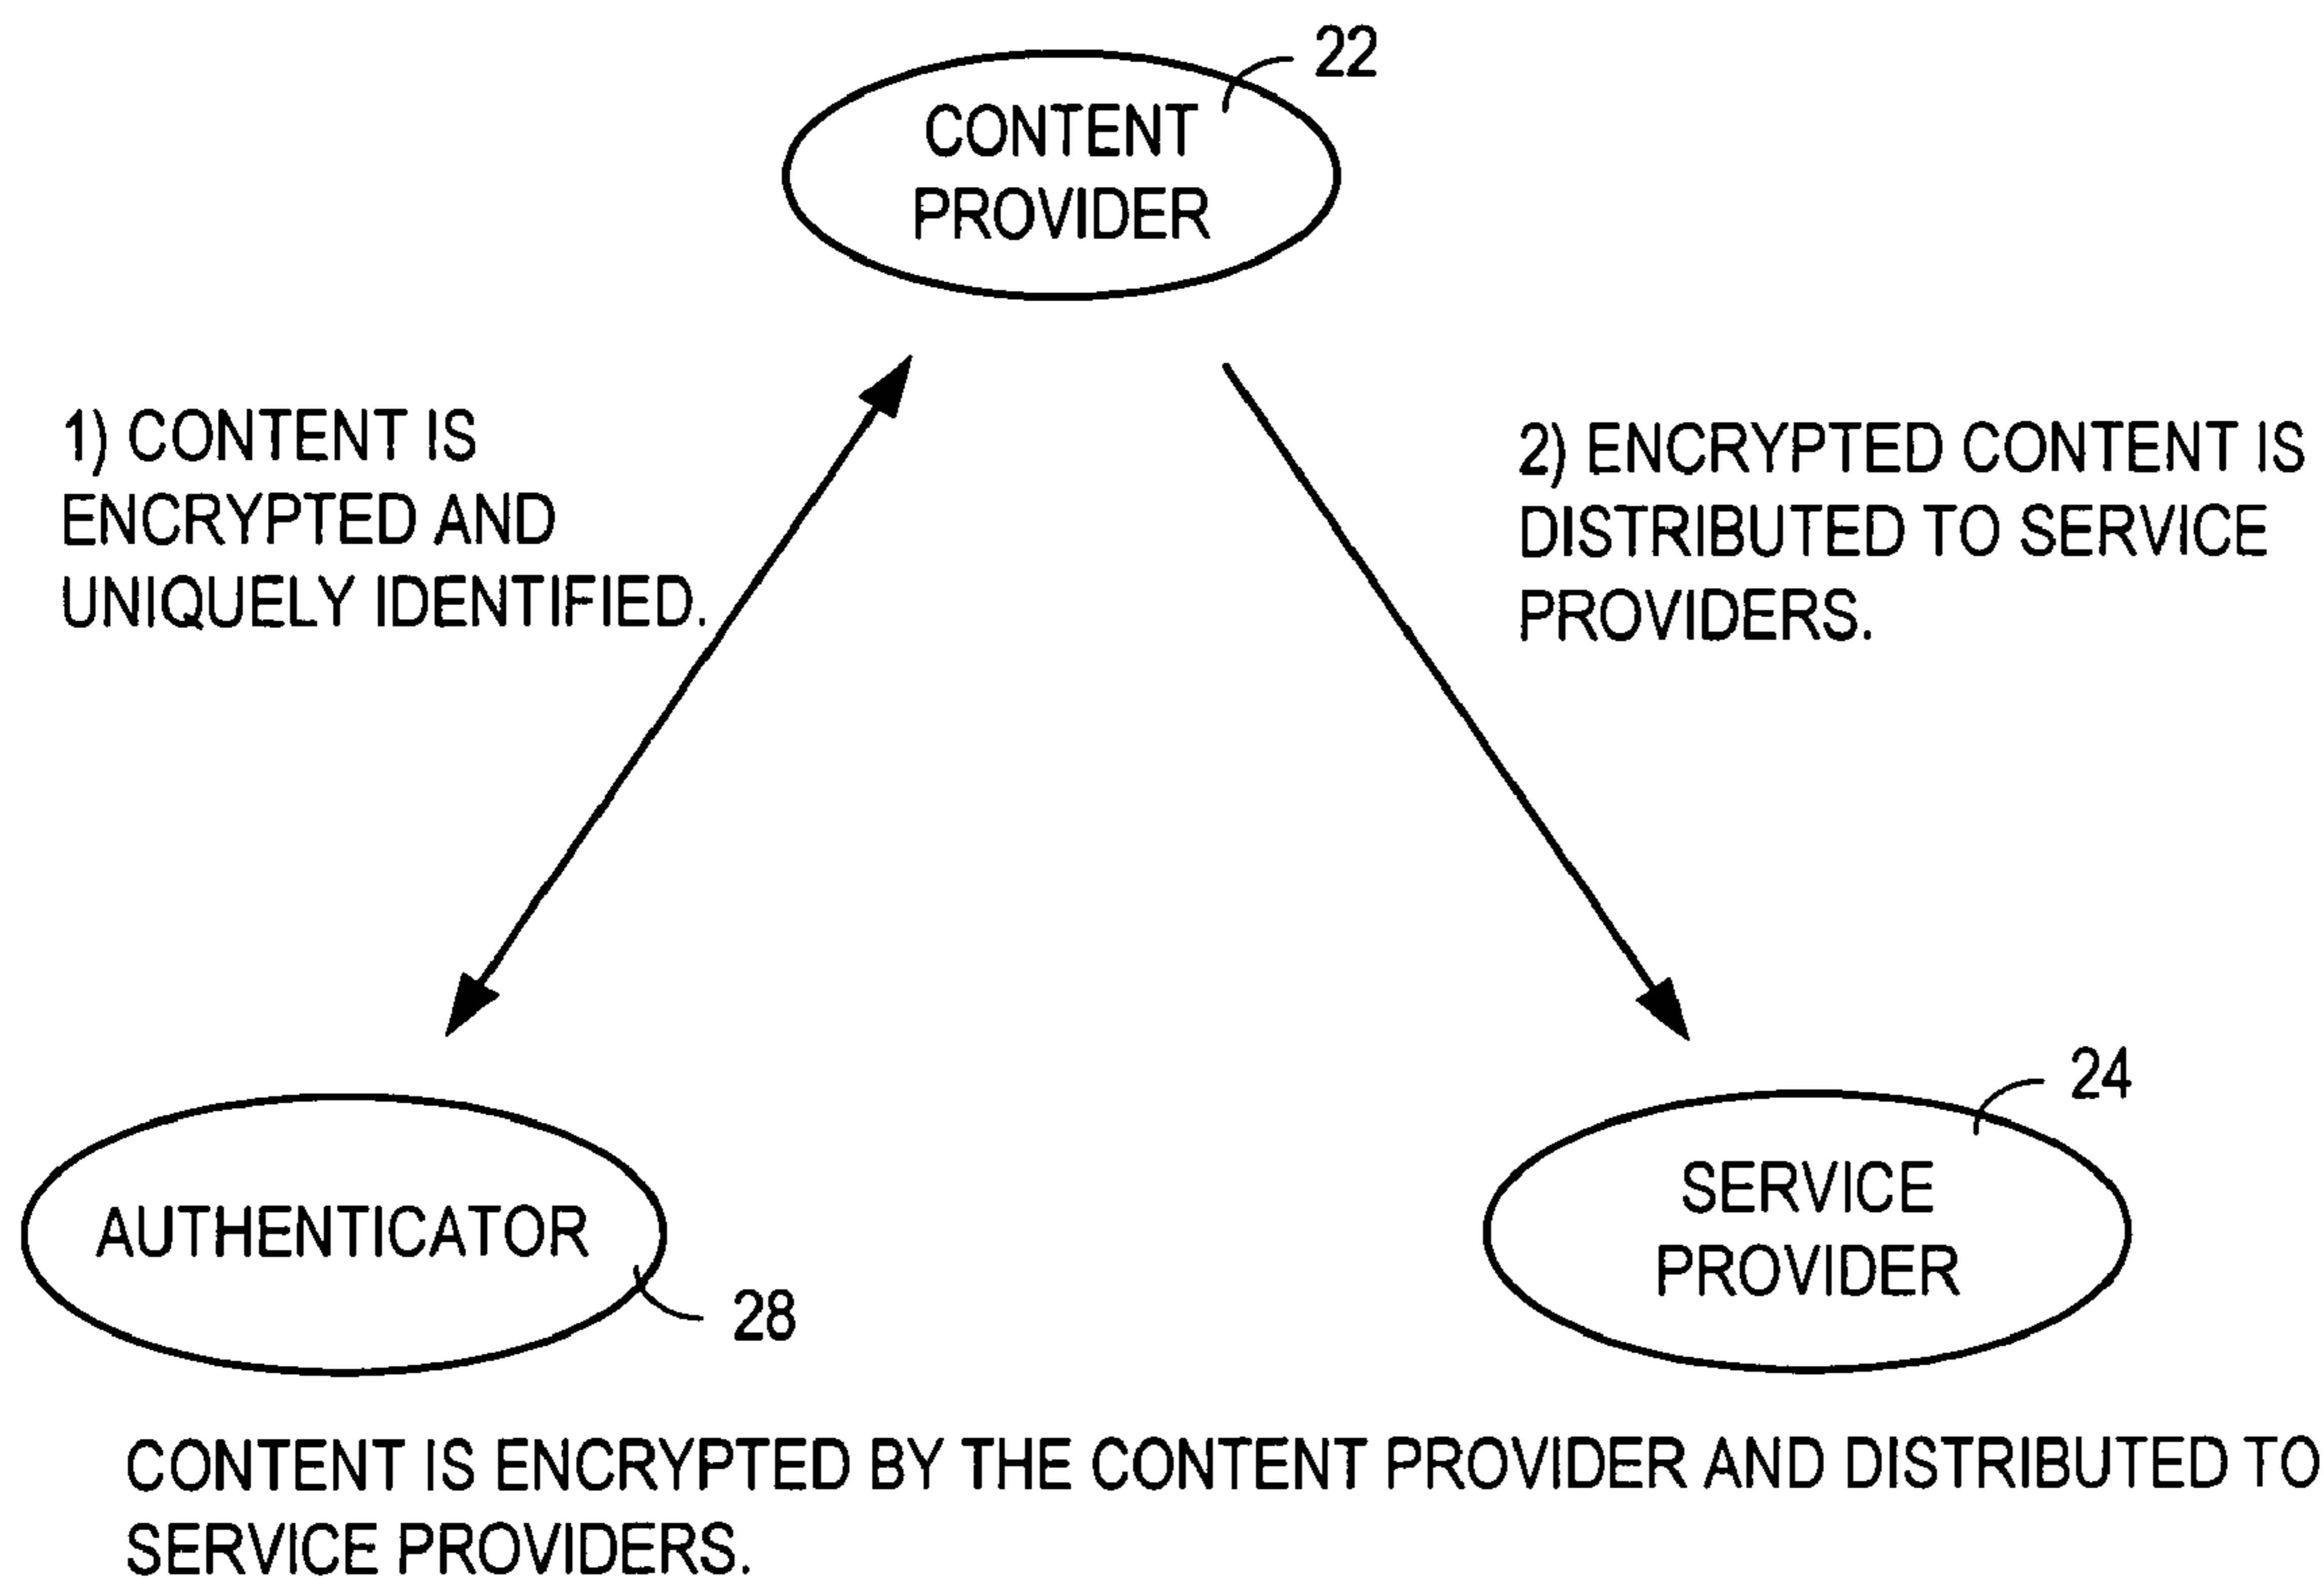 22
CONTENT
PROVIDER
1) CONTENT IS
ENCRYPTED AND
UNIQUELY IDENTIFIED.
2) ENCRYPTED CONTENT IS
DISTRIBUTED TO SERVICE
PROVIDERS.
24
AUTHENTICATOR
28
SERVICE
PROVIDER
CONTENT IS ENCRYPTED BY THE CONTENT PROVIDER AND DISTRIBUTED TO
SERVICE PROVIDERS.